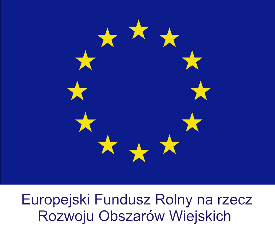 Europejski Fundusz Rolny na rzecz
Rozwoju Obszarów Wiejskich